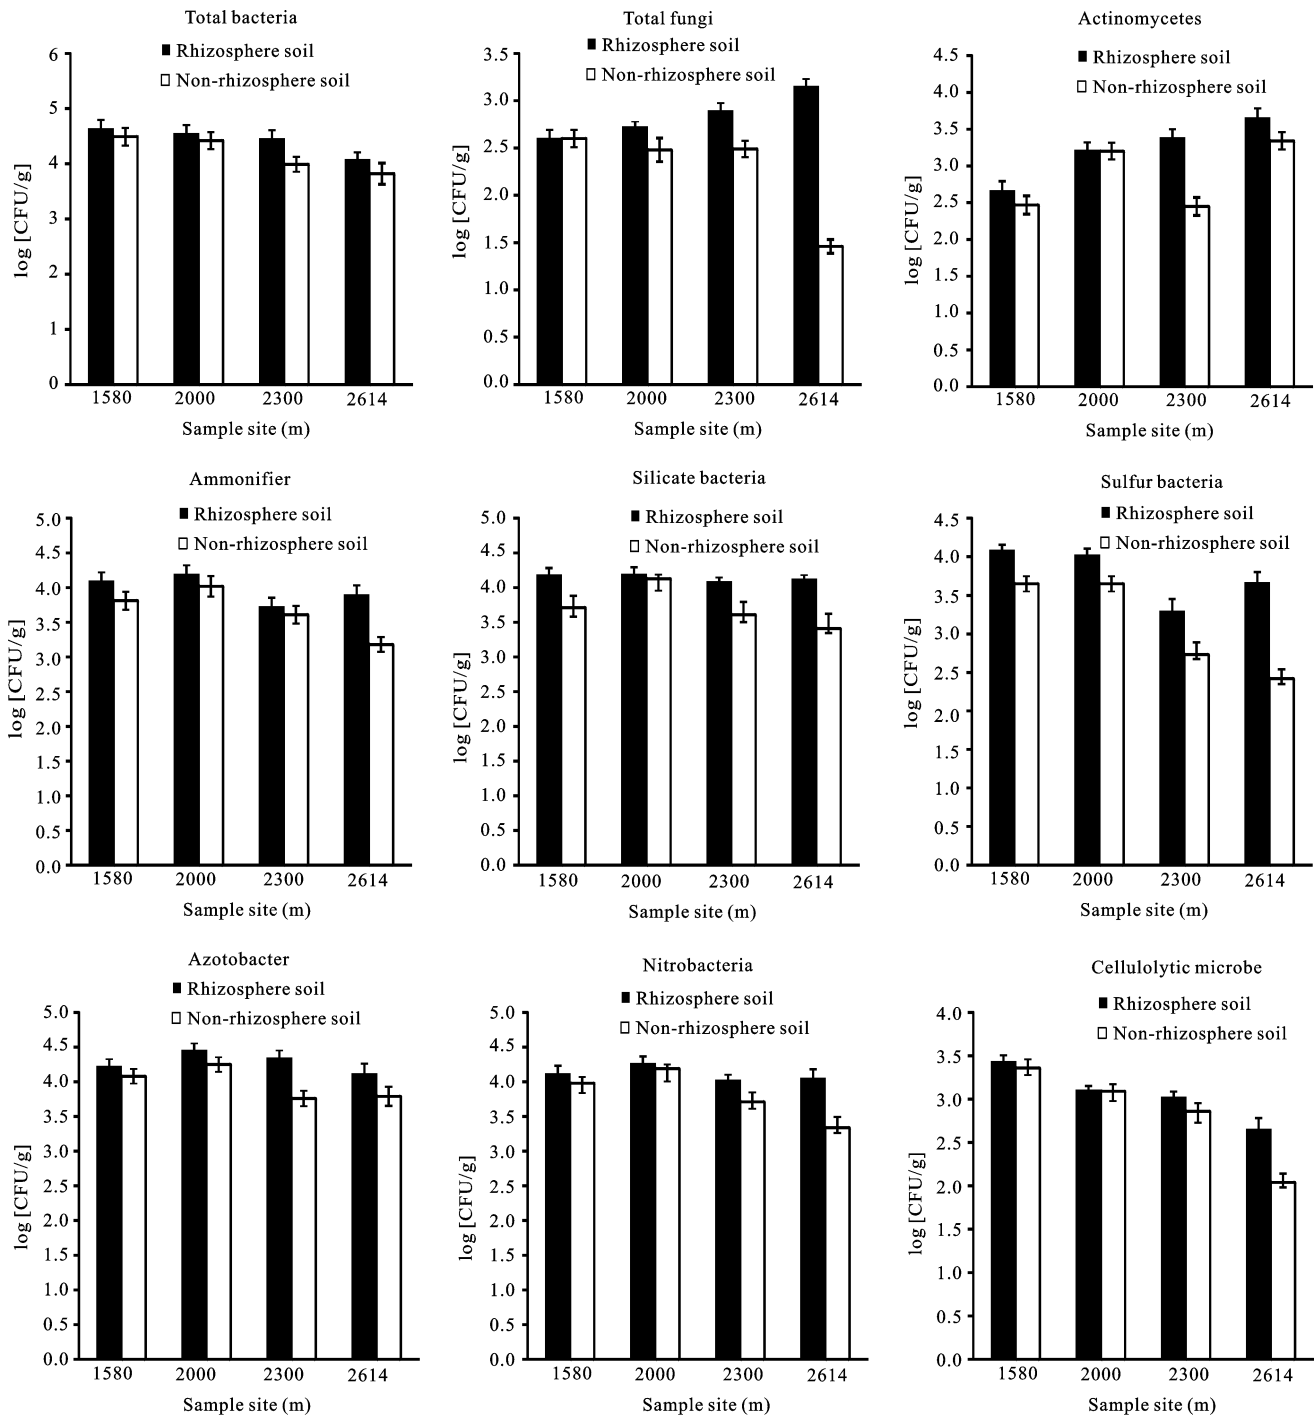 Total bacteria
Rhizosphere soil
Non-rhizosphere soil
6
5
4
3
2
1
0
log [CFU/g]
1580 2000 2300 2614
Sample site (m)
Total fungi
Rhizosphere soil
Non-rhizosphere soil
3.5
3.0
2.5
2.0
1.5
1.0
0.5
0.0
log [CFU/g]
1580 2000 2300 2614
Sample site (m)
Actinomycetes
Rhizosphere soil
Non-rhizosphere soil
4.5
4.0
3.5
3.0
2.5
2.0
1.5
1.0
0.5
0.0
log [CFU/g]
1580 2000 2300 2614
Sample site (m)
Ammonifier
Rhizosphere soil
Non-rhizosphere soil
5.0
4.5
4.0
3.5
3.0
2.5
2.0
1.5
1.0
0.5
0.0
log [CFU/g]
1580 2000 2300 2614
Sample site (m)
Silicate bacteria
Rhizosphere soil
Non-rhizosphere soil
5.0
4.5
4.0
3.5
3.0
2.5
2.0
1.5
1.0
0.5
0.0
log [CFU/g]
1580 2000 2300 2614
Sample site (m)
Sulfur bacteria
Rhizosphere soil
Non-rhizosphere soil
4.5
4.0
3.5
3.0
2.5
2.0
1.5
1.0
0.5
0.0
log [CFU/g]
1580 2000 2300 2614
Sample site (m)
Azotobacter
Rhizosphere soil
Non-rhizosphere soil
5.0
4.5
4.0
3.5
3.0
2.5
2.0
1.5
1.0
0.5
0.0
log [CFU/g]
1580 2000 2300 2614
Sample site (m)
Nitrobacteria
Rhizosphere soil
Non-rhizosphere soil
5.0
4.5
4.0
3.5
3.0
2.5
2.0
1.5
1.0
0.5
0.0
log [CFU/g]
1580 2000 2300 2614
Sample site (m)
Cellulolytic microbe
Rhizosphere soil
Non-rhizosphere soil
4.0
3.5
3.0
2.5
2.0
1.5
1.0
0.5
0.0
log [CFU/g]
1580 2000 2300 2614
Sample site (m)